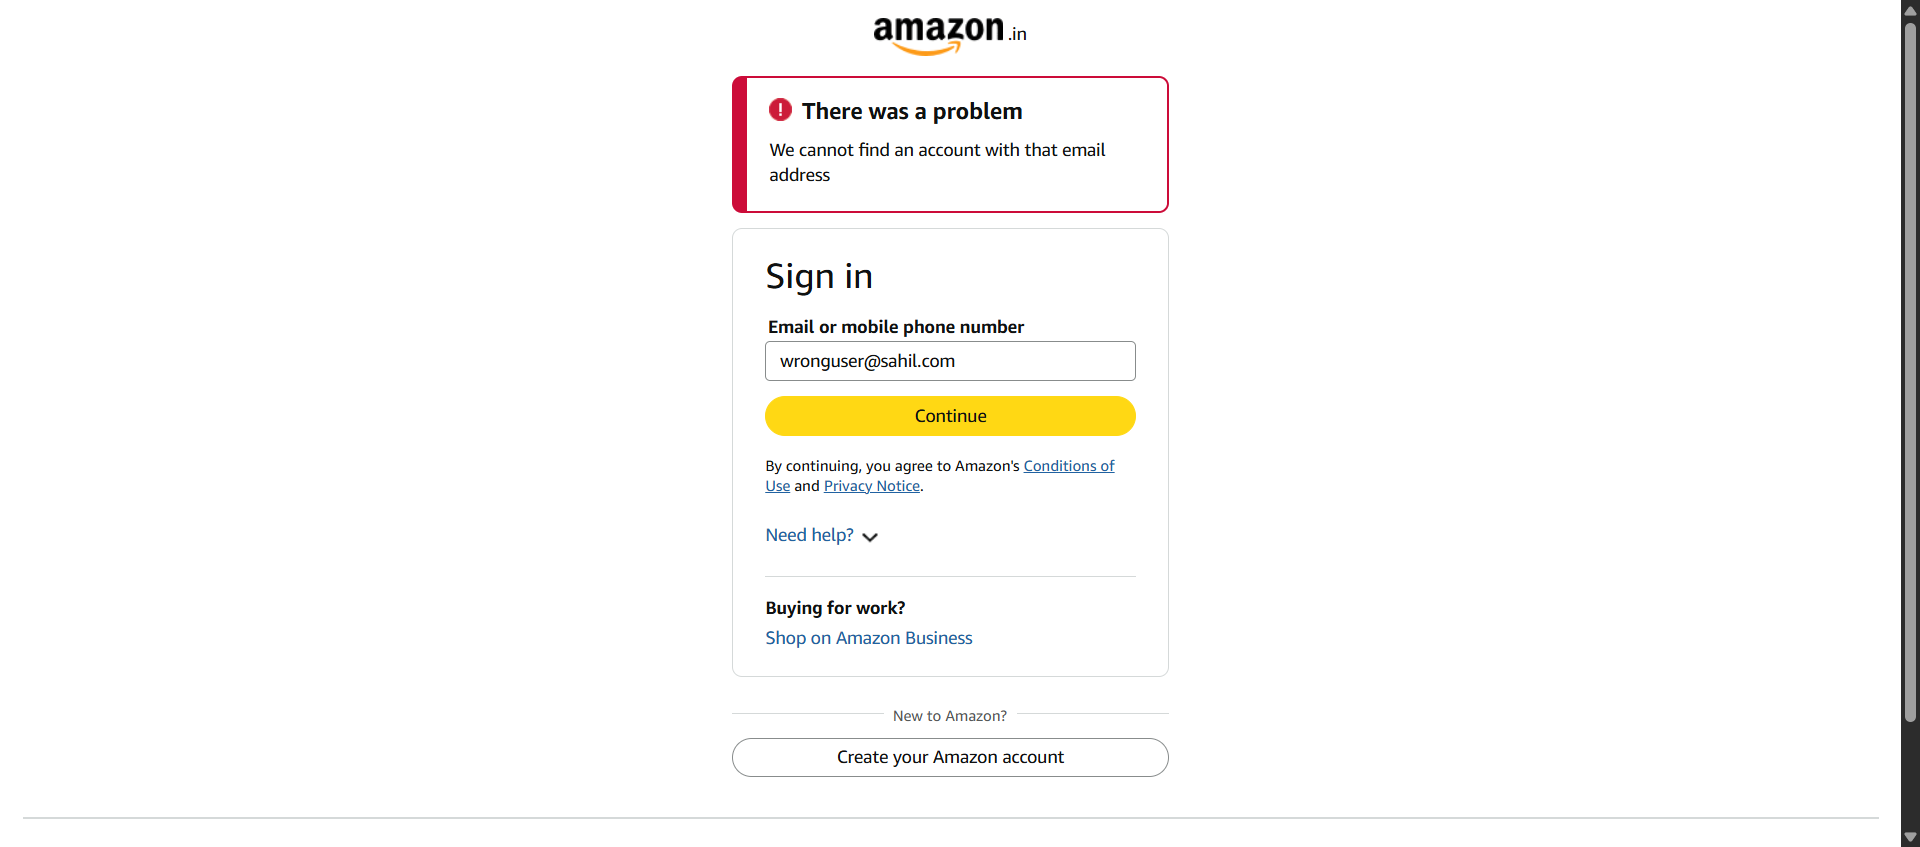 amazon.in
There was a problem
We cannot find an account with that email
address
Sign in
Email or mobile phone number
wronguser@sahil.com
Continue
By continuing, you agree to Amazon's Conditions of
Use and Privacy Notice.
Need help?
Buying for work?
Shop on Amazon Business
New to Amazon?
Create your Amazon account